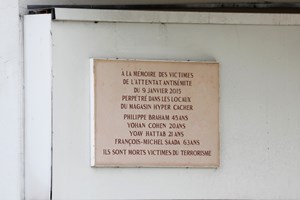 A LA MÉMOIRE DES VICTIMES
DE L'ATTENTAT ANTISÉMITE
DU 9 JANVIER 2015
PERPÉTRÉ DANS LES LOCAUX
DU MAGASIN HYPER CACHER
PHILIPPE BRAHAM 45 ANS
YOHAN COHEN 20 ANS
YOAV HATTAB 21 ANS
FRANÇOIS-MICHEL SAADA 63 ANS
ILS SONT MORTS VICTIMES DU TERRORISME